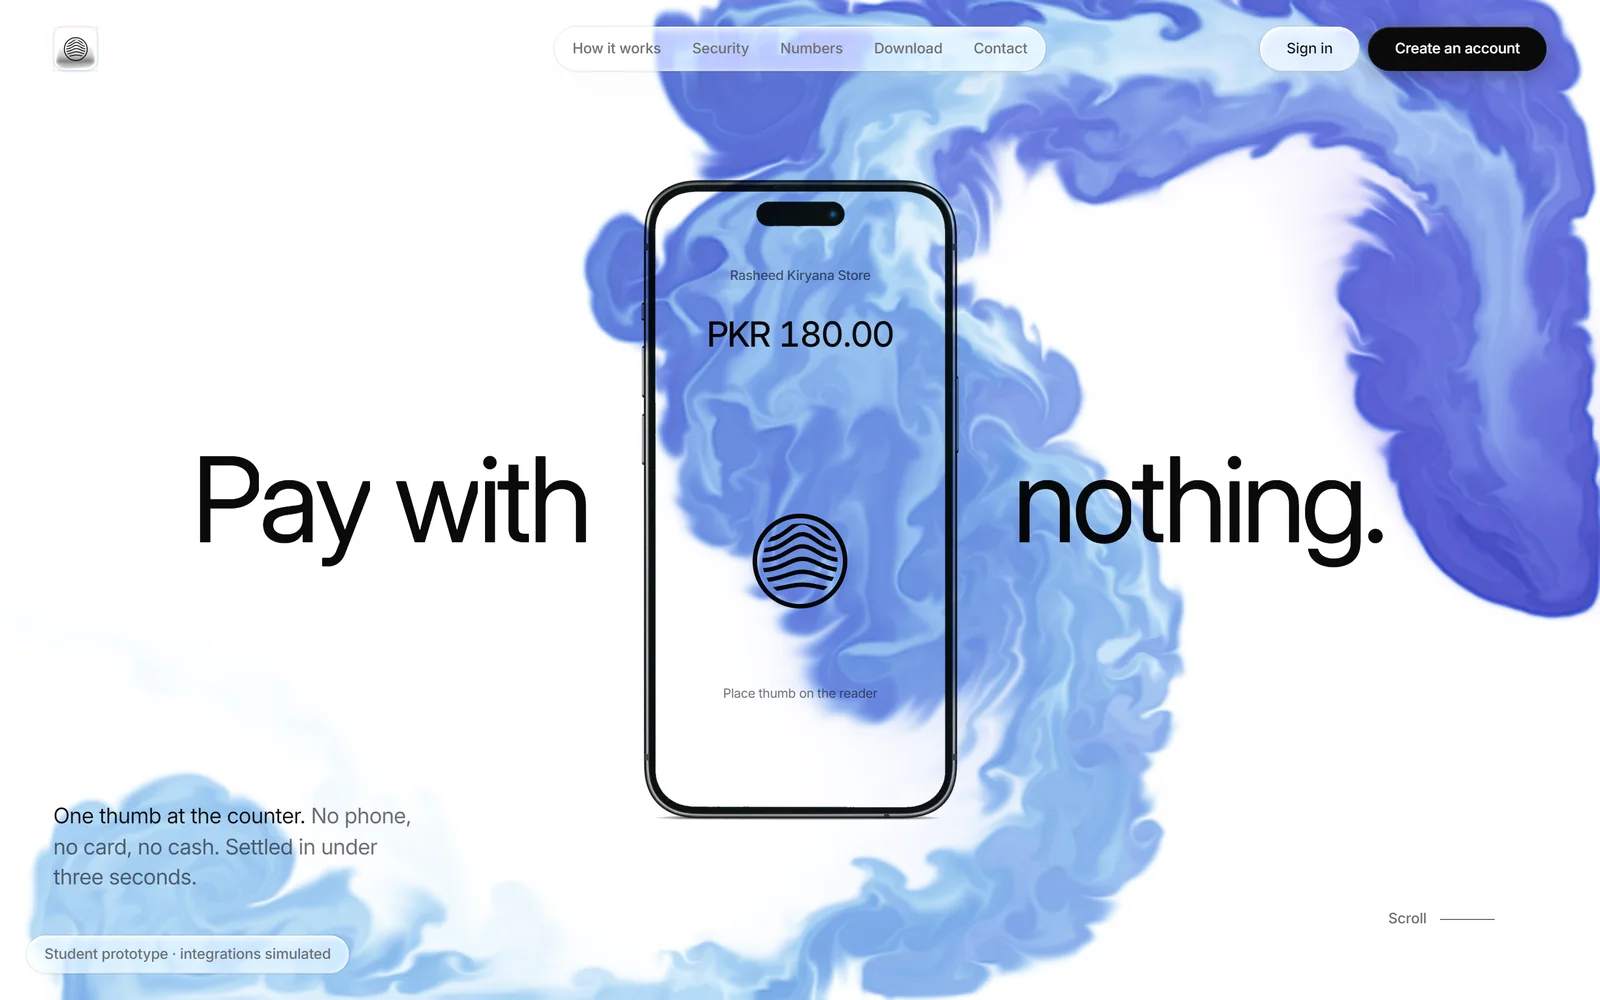 How it works
Security
Numbers
Download
Contact
Sign in
Create an account
Rasheed Kiryana Store
PKR 180.00
Pay with
nothing.
Place thumb on the reader
One thumb at the counter. No phone,
no card, no cash. Settled in under
three seconds.
Scroll
Student prototype · integrations simulated